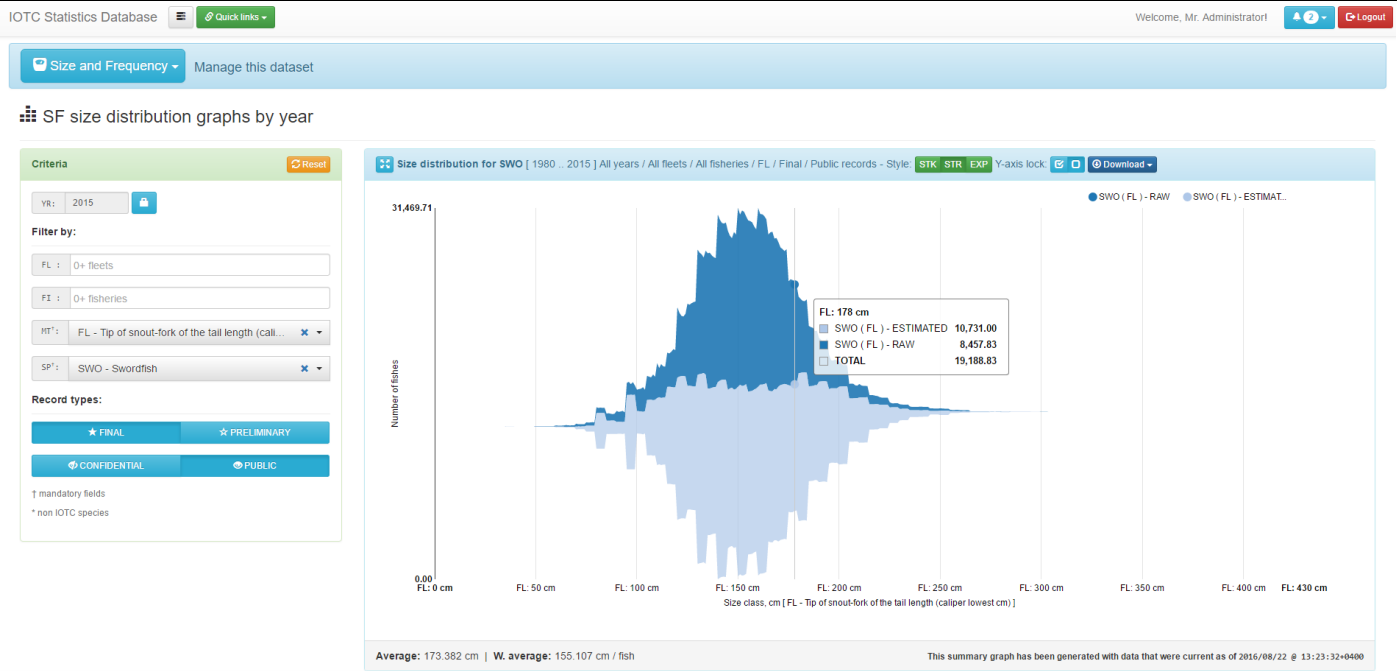 IOTC Statistics Database Quick links Welcome, Mr. Administrator! 2 Logout
Size and Frequency Manage this dataset
SF size distribution graphs by year
Criteria Reset
YR: 2015
Filter by:
FL : 0+ fleets
FI : 0+ fisheries
MT†: FL - Tip of snout-fork of the tail length (cali...
SP†: SWO - Swordfish
Record types:
FINAL PRELIMINARY
CONFIDENTIAL PUBLIC
† mandatory fields
* non IOTC species
Size distribution for SWO [ 1980 .. 2015 ] All years / All fleets / All fisheries / FL / Final / Public records - Style: STK STR EXP Y-axis lock: Download
SWO ( FL ) - RAW SWO ( FL ) - ESTIMAT...
31,469.71
Number of fishes
FL: 178 cm
SWO ( FL ) - ESTIMATED 10,731.00
SWO ( FL ) - RAW 8,457.83
TOTAL 19,188.83
0.00
FL: 0 cm FL: 50 cm FL: 100 cm FL: 150 cm FL: 200 cm FL: 250 cm FL: 300 cm FL: 350 cm FL: 400 cm FL: 430 cm
Size class, cm [ FL - Tip of snout-fork of the tail length (caliper lowest cm) ]
Average: 173.382 cm | W. average: 155.107 cm / fish
This summary graph has been generated with data that were current as of 2016/08/22 @ 13:23:32+0400